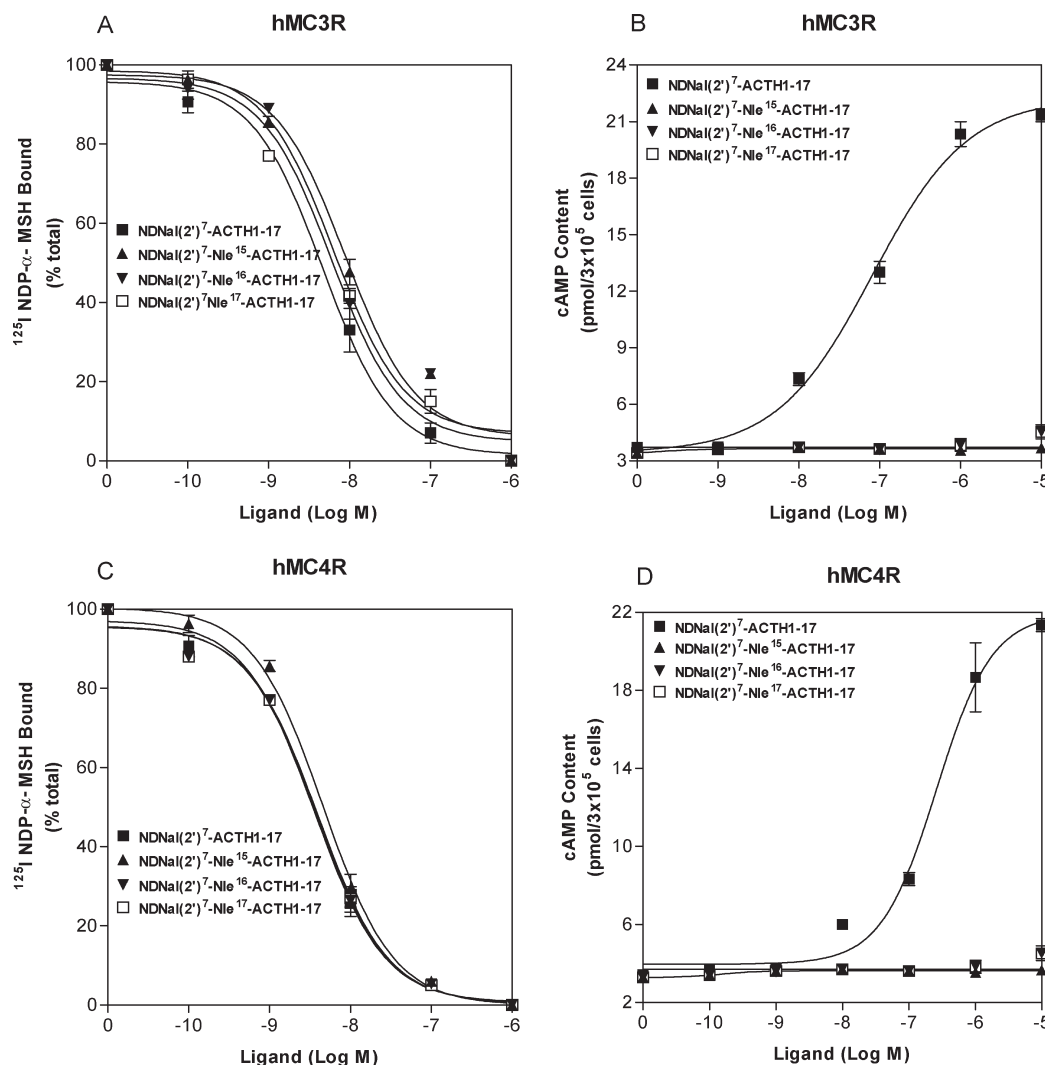 A
hMC3R
100
80
60
40
20
0
¹²⁵I NDP-α- MSH Bound
(% total)
NDNal(2')⁷-ACTH1-17
NDNal(2')⁷-Nle¹⁵-ACTH1-17
NDNal(2')⁷-Nle¹⁶-ACTH1-17
NDNal(2')⁷Nle¹⁷-ACTH1-17
0 -10 -9 -8 -7 -6
Ligand (Log M)
B
hMC3R
24
21
18
15
12
9
6
3
cAMP Content
(pmol/3x10⁵ cells)
NDNal(2')⁷-ACTH1-17
NDNal(2')⁷-Nle¹⁵-ACTH1-17
NDNal(2')⁷-Nle¹⁶-ACTH1-17
NDNal(2')⁷-Nle¹⁷-ACTH1-17
0 -9 -8 -7 -6 -5
Ligand (Log M)
C
hMC4R
100
80
60
40
20
0
¹²⁵I NDP-α- MSH Bound
(% total)
NDNal(2')⁷-ACTH1-17
NDNal(2')⁷-Nle¹⁵-ACTH1-17
NDNal(2')⁷-Nle¹⁶-ACTH1-17
NDNal(2')⁷-Nle¹⁷-ACTH1-17
0 -10 -9 -8 -7 -6
Ligand (Log M)
D
hMC4R
22
18
14
10
6
2
cAMP Content
(pmol/3x10⁵ cells)
NDNal(2')⁷-ACTH1-17
NDNal(2')⁷-Nle¹⁵-ACTH1-17
NDNal(2')⁷-Nle¹⁶-ACTH1-17
NDNal(2')⁷-Nle¹⁷-ACTH1-17
0 -10 -9 -8 -7 -6 -5
Ligand (Log M)